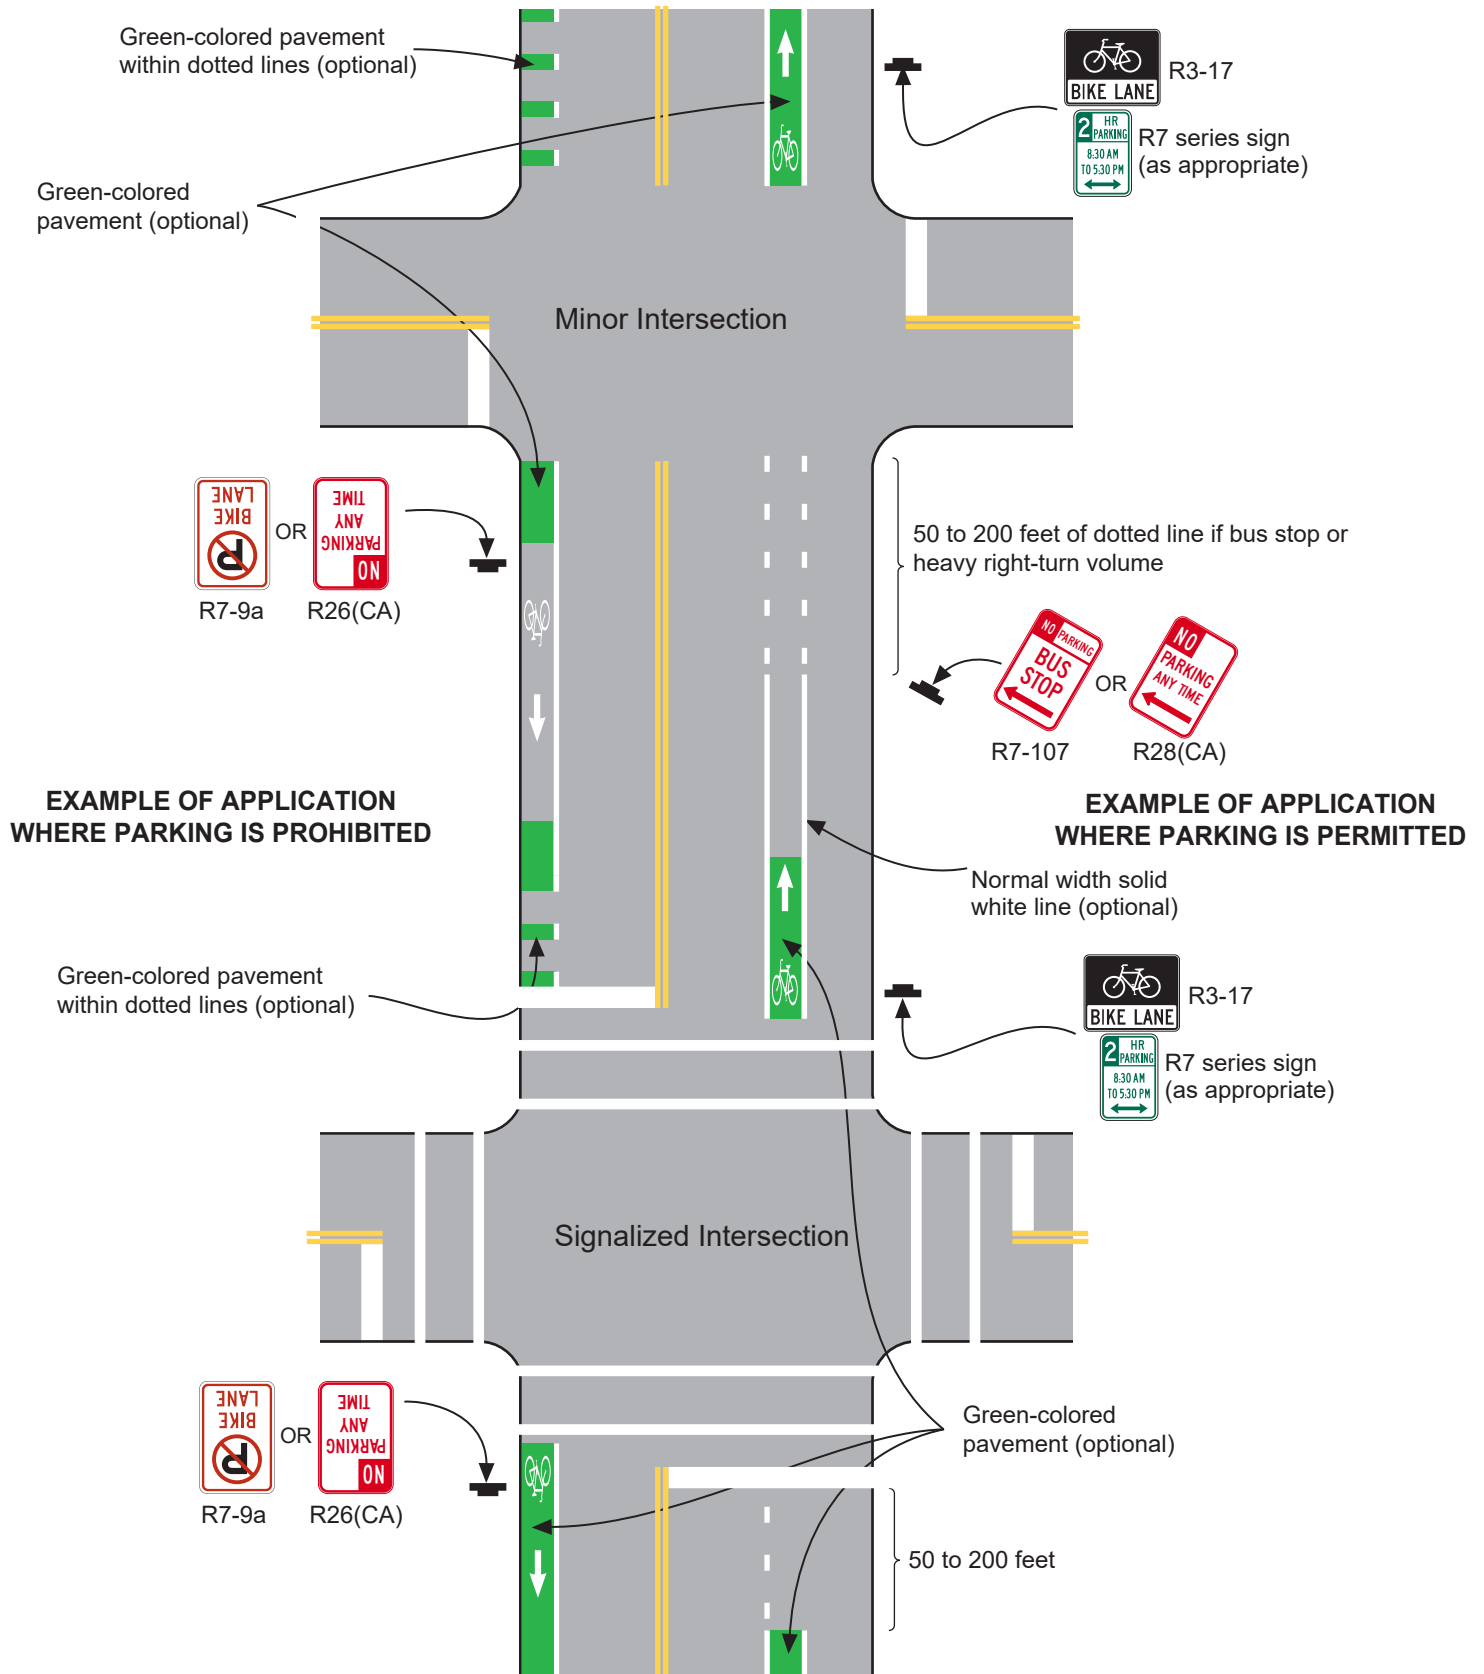 Green-colored pavement
within dotted lines (optional)
BIKE LANE
R3-17
2 HR
PARKING
8:30 AM
TO 5:30 PM
R7 series sign
(as appropriate)
Green-colored
pavement (optional)
Minor Intersection
NO
PARKING
ANY
TIME
BIKE
LANE
OR
R7-9a
R26(CA)
50 to 200 feet of dotted line if bus stop or
heavy right-turn volume
NO PARKING
BUS
STOP
OR
NO
PARKING
ANY TIME
R7-107
R28(CA)
EXAMPLE OF APPLICATION
WHERE PARKING IS PROHIBITED
EXAMPLE OF APPLICATION
WHERE PARKING IS PERMITTED
Normal width solid
white line (optional)
Green-colored pavement
within dotted lines (optional)
BIKE LANE
R3-17
2 HR
PARKING
8:30 AM
TO 5:30 PM
R7 series sign
(as appropriate)
Signalized Intersection
P
BIKE
LANE
OR
NO
PARKING
ANY
TIME
R7-9a
R26(CA)
Green-colored
pavement (optional)
50 to 200 feet